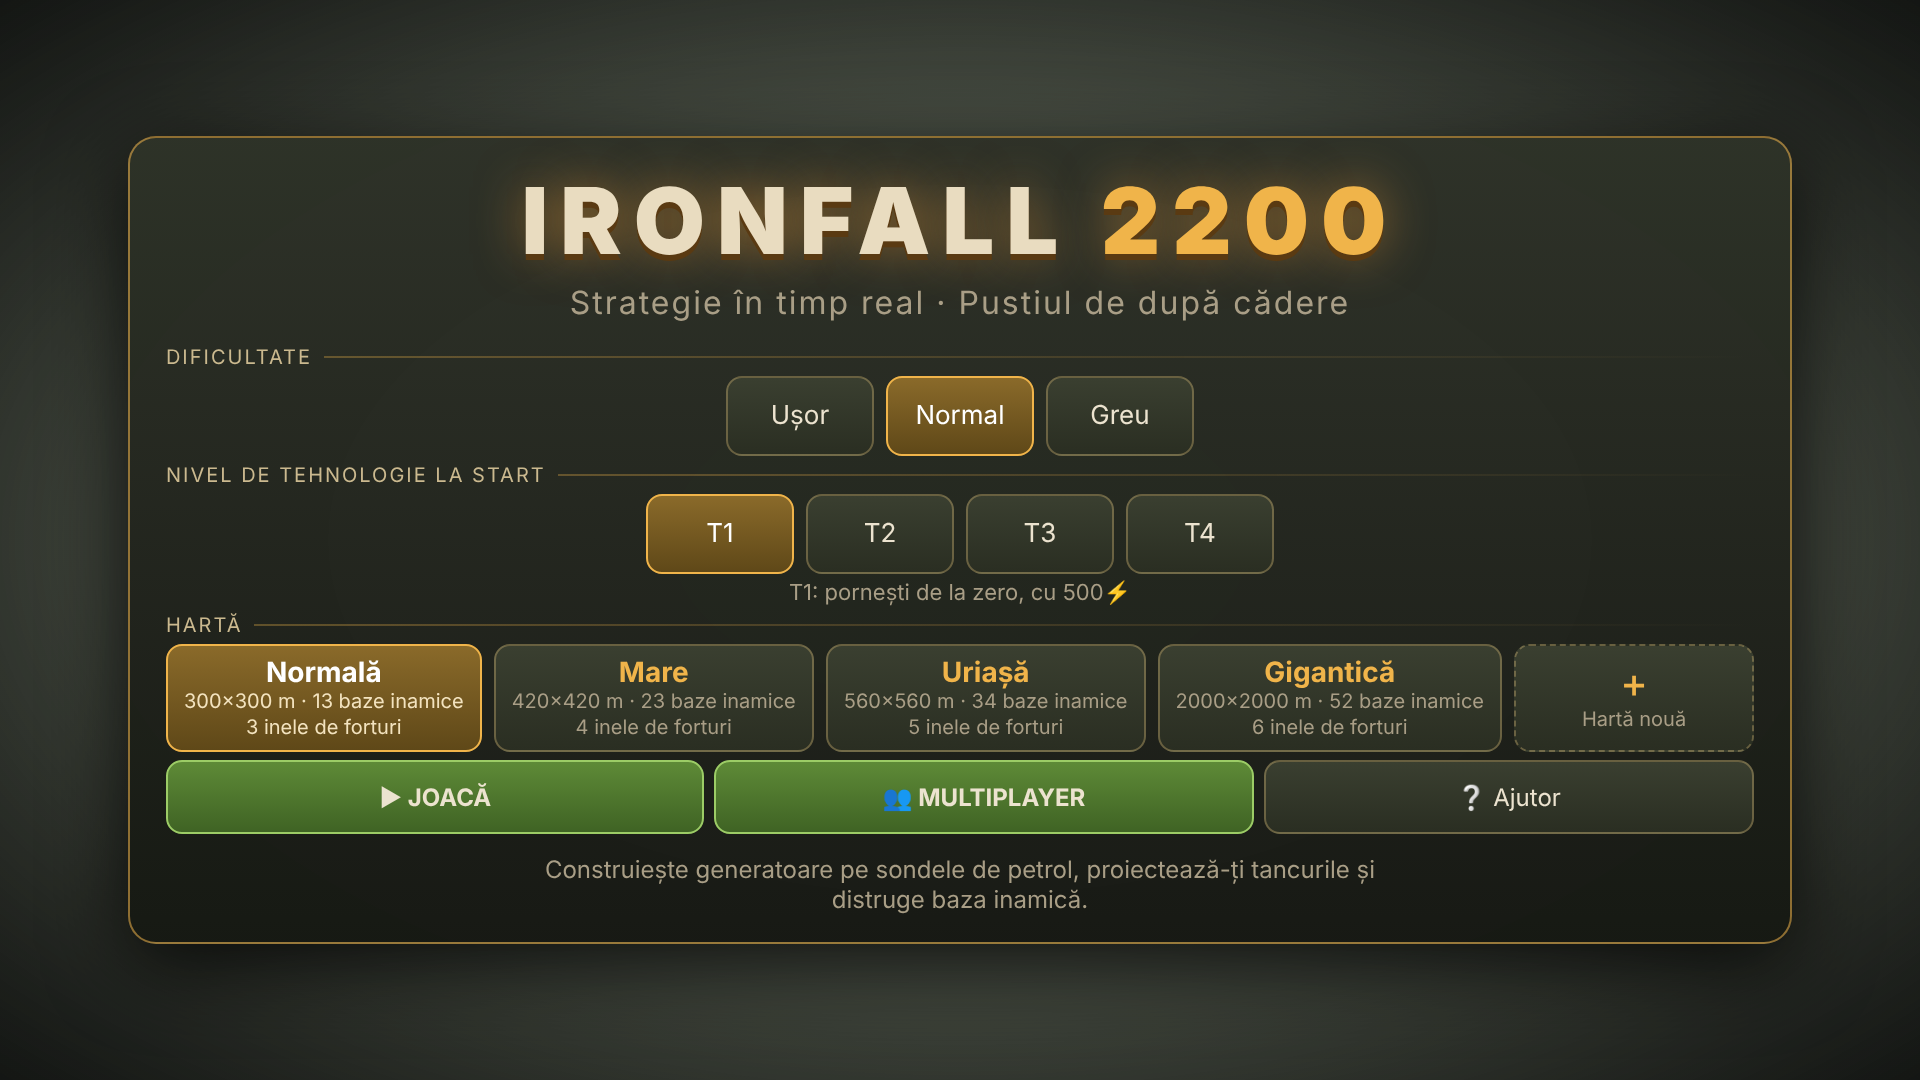 IRONFALL 2200
Strategie în timp real · Pustiul de după cădere
DIFICULTATE
Ușor
Normal
Greu
NIVEL DE TEHNOLOGIE LA START
T1
T2
T3
T4
T1: pornești de la zero, cu 500⚡
HARTĂ
Normală
300×300 m · 13 baze inamice
3 inele de forturi
Mare
420×420 m · 23 baze inamice
4 inele de forturi
Uriașă
560×560 m · 34 baze inamice
5 inele de forturi
Gigantică
2000×2000 m · 52 baze inamice
6 inele de forturi
+
Hartă nouă
▶ JOACĂ
👥 MULTIPLAYER
❔ Ajutor
Construiește generatoare pe sondele de petrol, proiectează-ți tancurile și
distruge baza inamică.